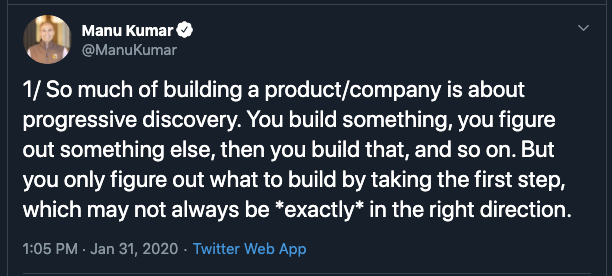 Manu Kumar
@ManuKumar
1/ So much of building a product/company is about
progressive discovery. You build something, you figure
out something else, then you build that, and so on. But
you only figure out what to build by taking the first step,
which may not always be *exactly* in the right direction.
1:05 PM · Jan 31, 2020 · Twitter Web App